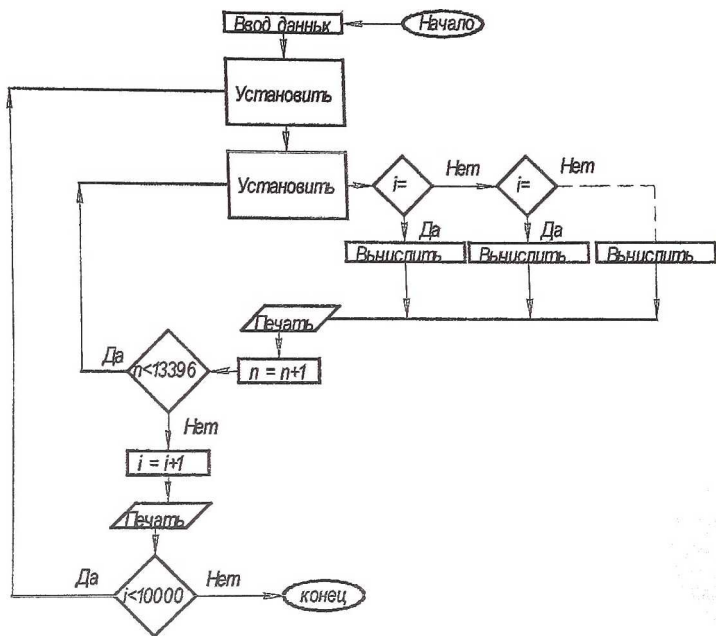 Начало
Ввод данньк
Установить
Установить
i=
Нет
i=
Нет
Да
Да
Вычислить
Вычислить
Вычислить
Печать
Да
n<13396
n = n+1
Нет
i = i+1
Печать
Да
i<10000
Нет
конец